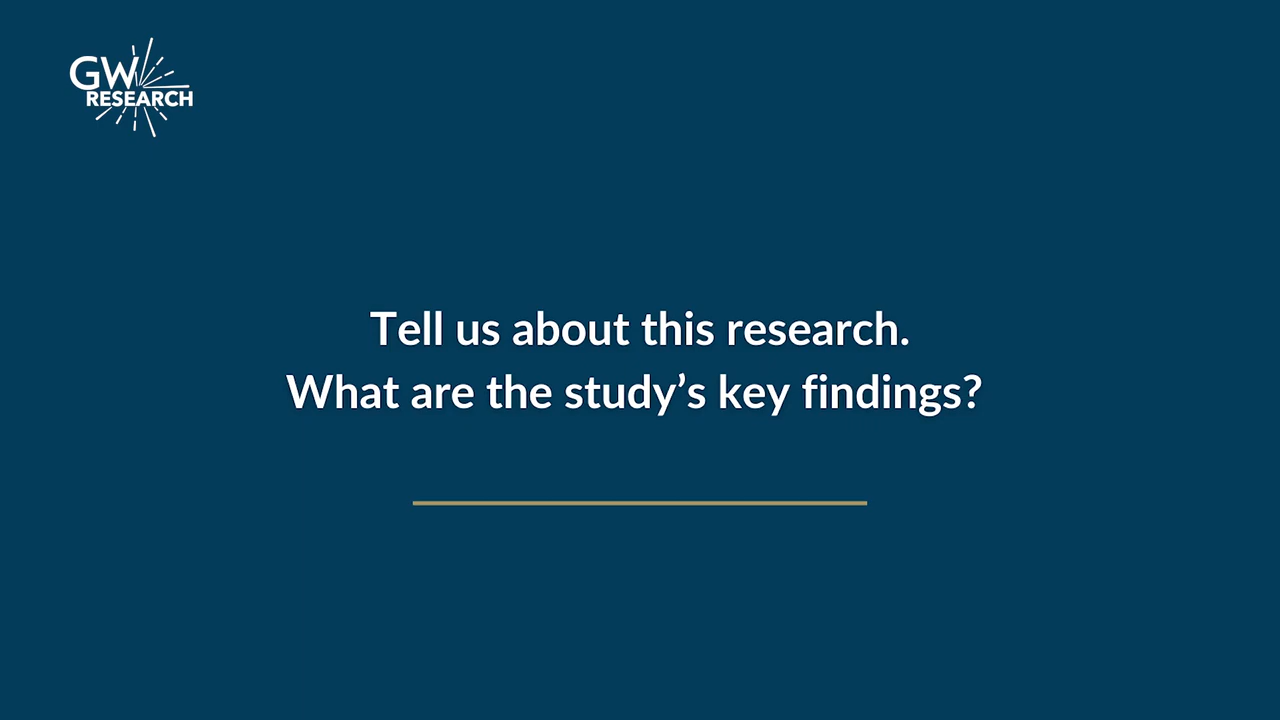 GW
RESEARCH
Tell us about this research.
What are the study’s key findings?